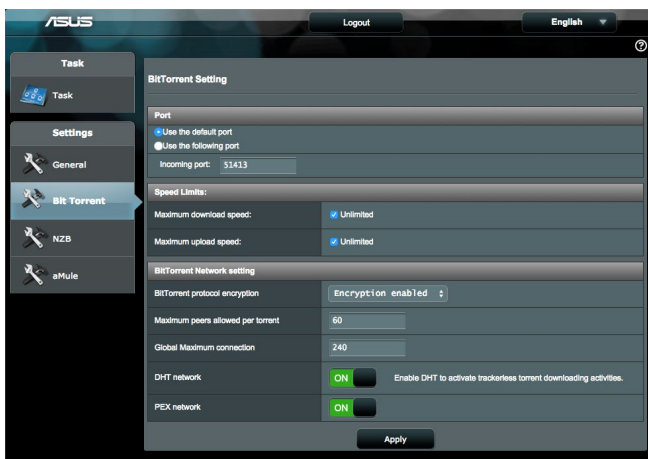 ASUS
Logout
English
?
Task
Task
Settings
General
Bit Torrent
NZB
aMule
BitTorrent Setting
Port
Use the default port
Use the following port
Incoming port: 51413
Speed Limits:
Maximum download speed: Unlimited
Maximum upload speed: Unlimited
BitTorrent Network setting
BitTorrent protocol encryption Encryption enabled
Maximum peers allowed per torrent 60
Global Maximum connection 240
DHT network ON Enable DHT to activate trackerless torrent downloading activities.
PEX network ON
Apply